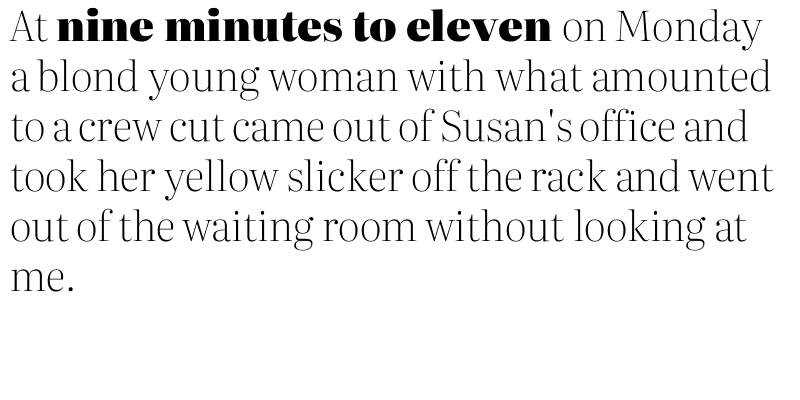 At nine minutes to eleven on Monday
a blond young woman with what amounted
to a crew cut came out of Susan's office and
took her yellow slicker off the rack and went
out of the waiting room without looking at
me.